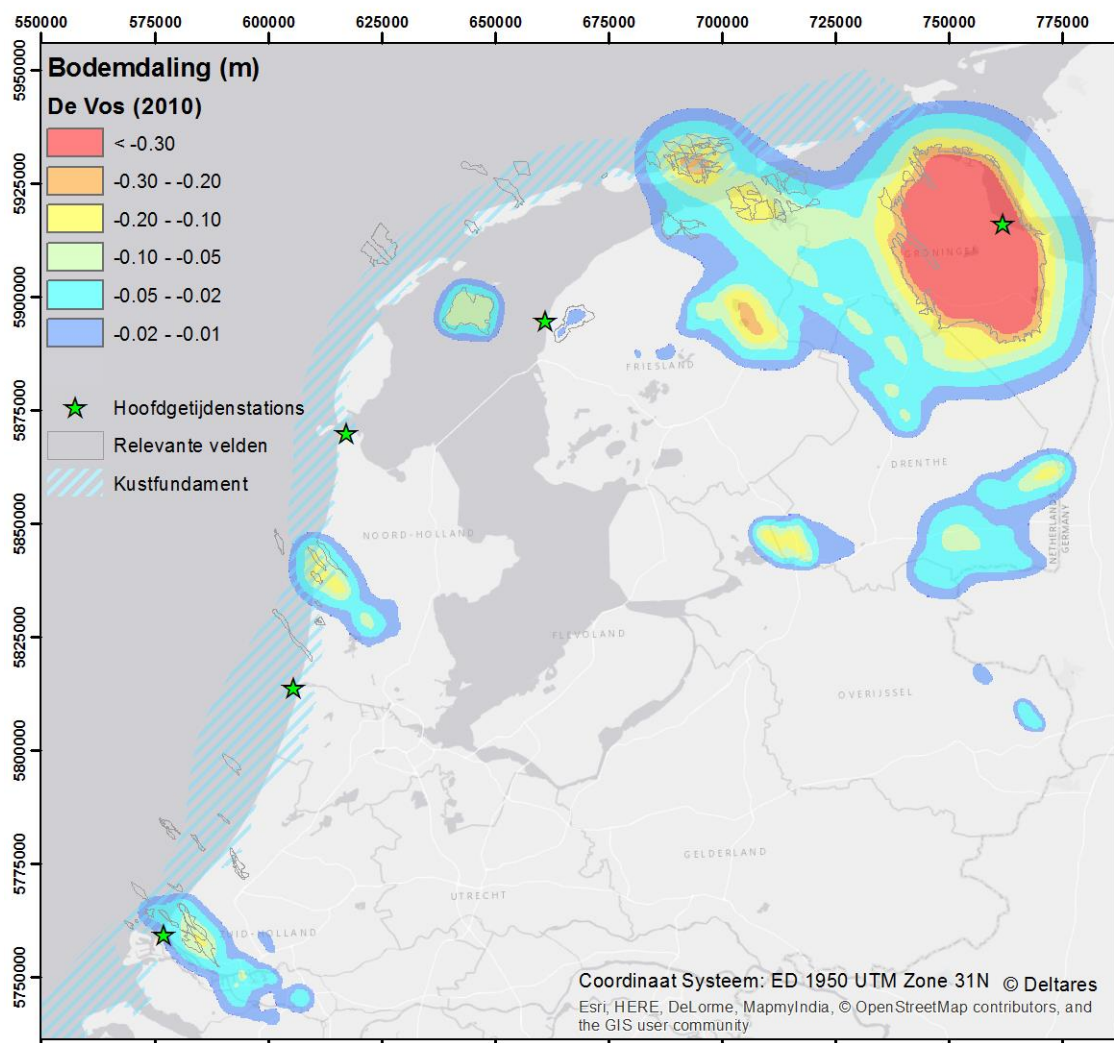 550000 575000 600000 625000 650000 675000 700000 725000 750000 775000
5950000
5925000
5900000
5875000
5850000
5825000
5800000
5775000
5750000
Bodemdaling (m)
De Vos (2010)
< -0.30
-0.30 - -0.20
-0.20 - -0.10
-0.10 - -0.05
-0.05 - -0.02
-0.02 - -0.01
Hoofdgetijdenstations
Relevante velden
Kustfundament
GRONINGEN
FRIESLAND
DRENTHE
NOORD-HOLLAND
NETHERLANDS
GERMANY
FLEVOLAND
OVERIJSSEL
GELDERLAND
UTRECHT
ZUID-HOLLAND
Coordinaat Systeem: ED 1950 UTM Zone 31N © Deltares
Esri, HERE, DeLorme, MapmyIndia, © OpenStreetMap contributors, and
the GIS user community